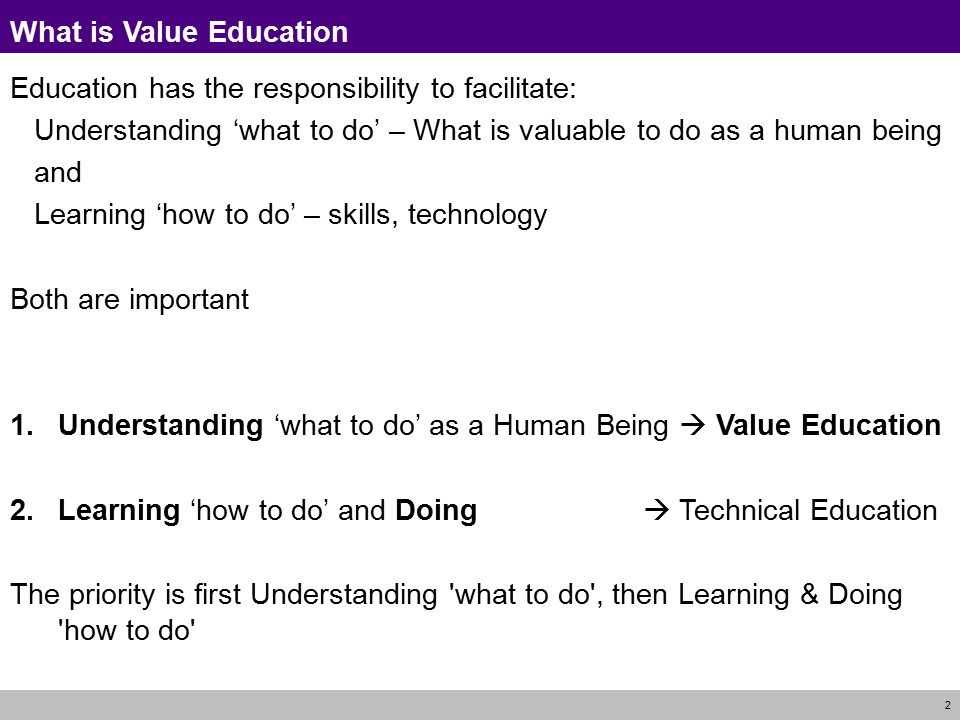 What is Value Education
Education has the responsibility to facilitate:
Understanding ‘what to do’ – What is valuable to do as a human being
and
Learning ‘how to do’ – skills, technology
Both are important
1. Understanding ‘what to do’ as a Human Being → Value Education
2. Learning ‘how to do’ and Doing → Technical Education
The priority is first Understanding 'what to do', then Learning & Doing
'how to do'
2